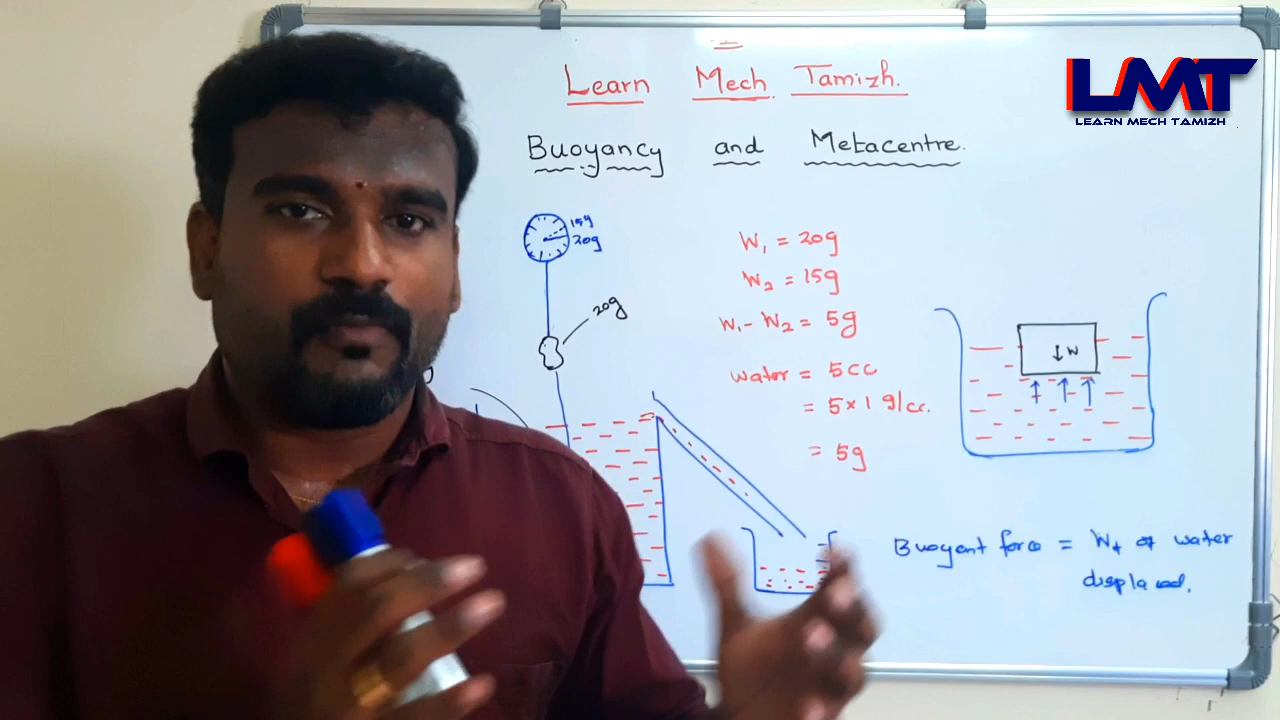 Learn Mech Tamizh.
LMT
LEARN MECH TAMIZH
Buoyancy and Metacentre.
15g
20g
20g
W₁ = 20g
W₂ = 15g
W₁ - W₂ = 5g
water = 5cc
= 5×1 g/cc.
= 5g
↓W
Buoyant force = Wt of water
displaced.